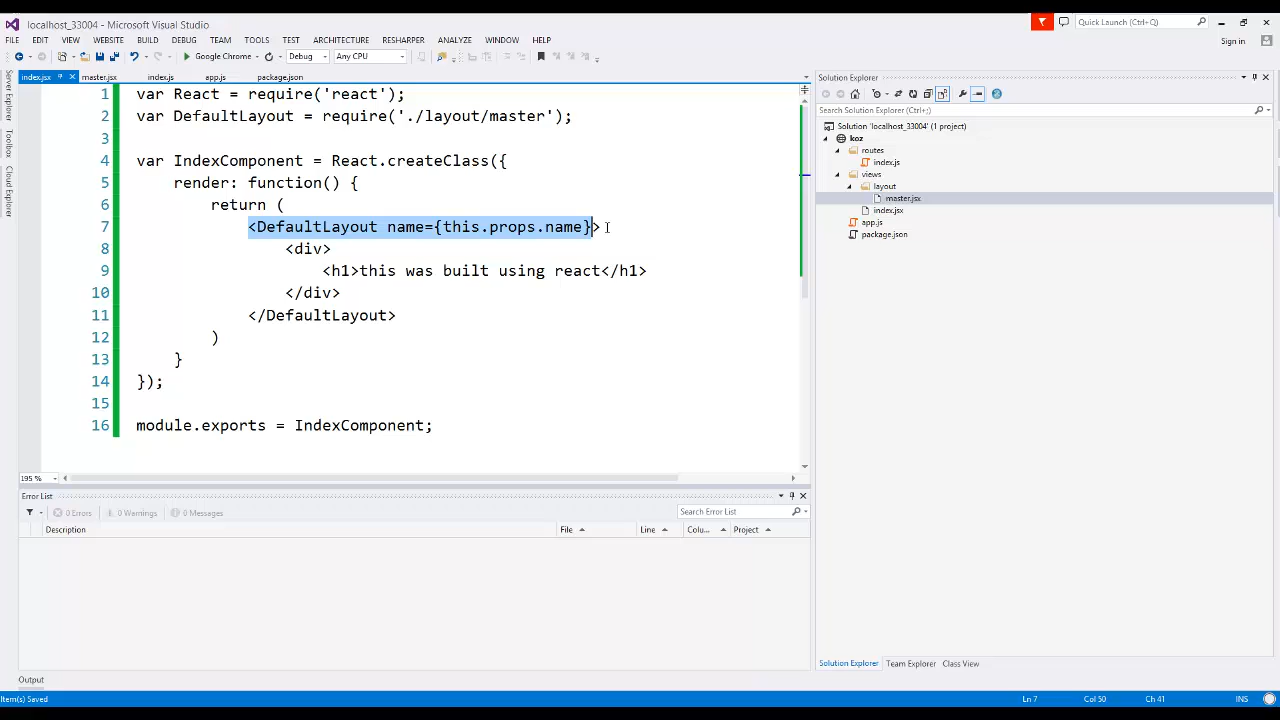 localhost_33004 - Microsoft Visual Studio
Quick Launch (Ctrl+Q)
FILE EDIT VIEW WEBSITE BUILD DEBUG TEAM TOOLS TEST ARCHITECTURE RESHARPER ANALYZE WINDOW HELP
Sign in
Google Chrome Debug Any CPU
Server Explorer
Toolbox
Cloud Explorer
index.jsx master.jsx index.js app.js package.json
1 var React = require('react');
2 var DefaultLayout = require('./layout/master');
3
4 var IndexComponent = React.createClass({
5 render: function() {
6 return (
7 <DefaultLayout name={this.props.name}>
8 <div>
9 <h1>this was built using react</h1>
10 </div>
11 </DefaultLayout>
12 )
13 }
14 });
15
16 module.exports = IndexComponent;
195 %
Error List
0 Errors 0 Warnings 0 Messages
Search Error List
Description File Line Colu... Project
Output
Solution Explorer
Search Solution Explorer (Ctrl+;)
Solution 'localhost_33004' (1 project)
koz
routes
index.js
views
layout
master.jsx
index.jsx
app.js
package.json
Solution Explorer Team Explorer Class View
Item(s) Saved
Ln 7 Col 50 Ch 41 INS